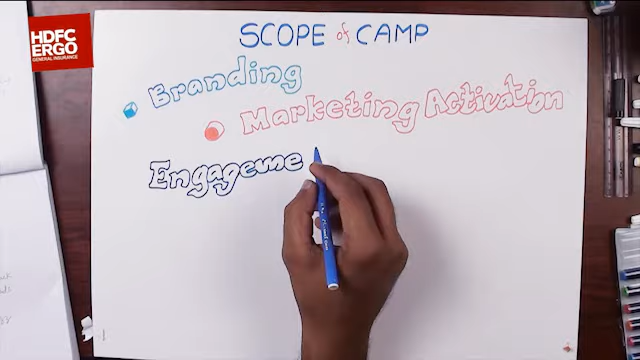 HDFC
ERGO
GENERAL INSURANCE
SCOPE of CAMP
Branding
Marketing Activation
Engageme